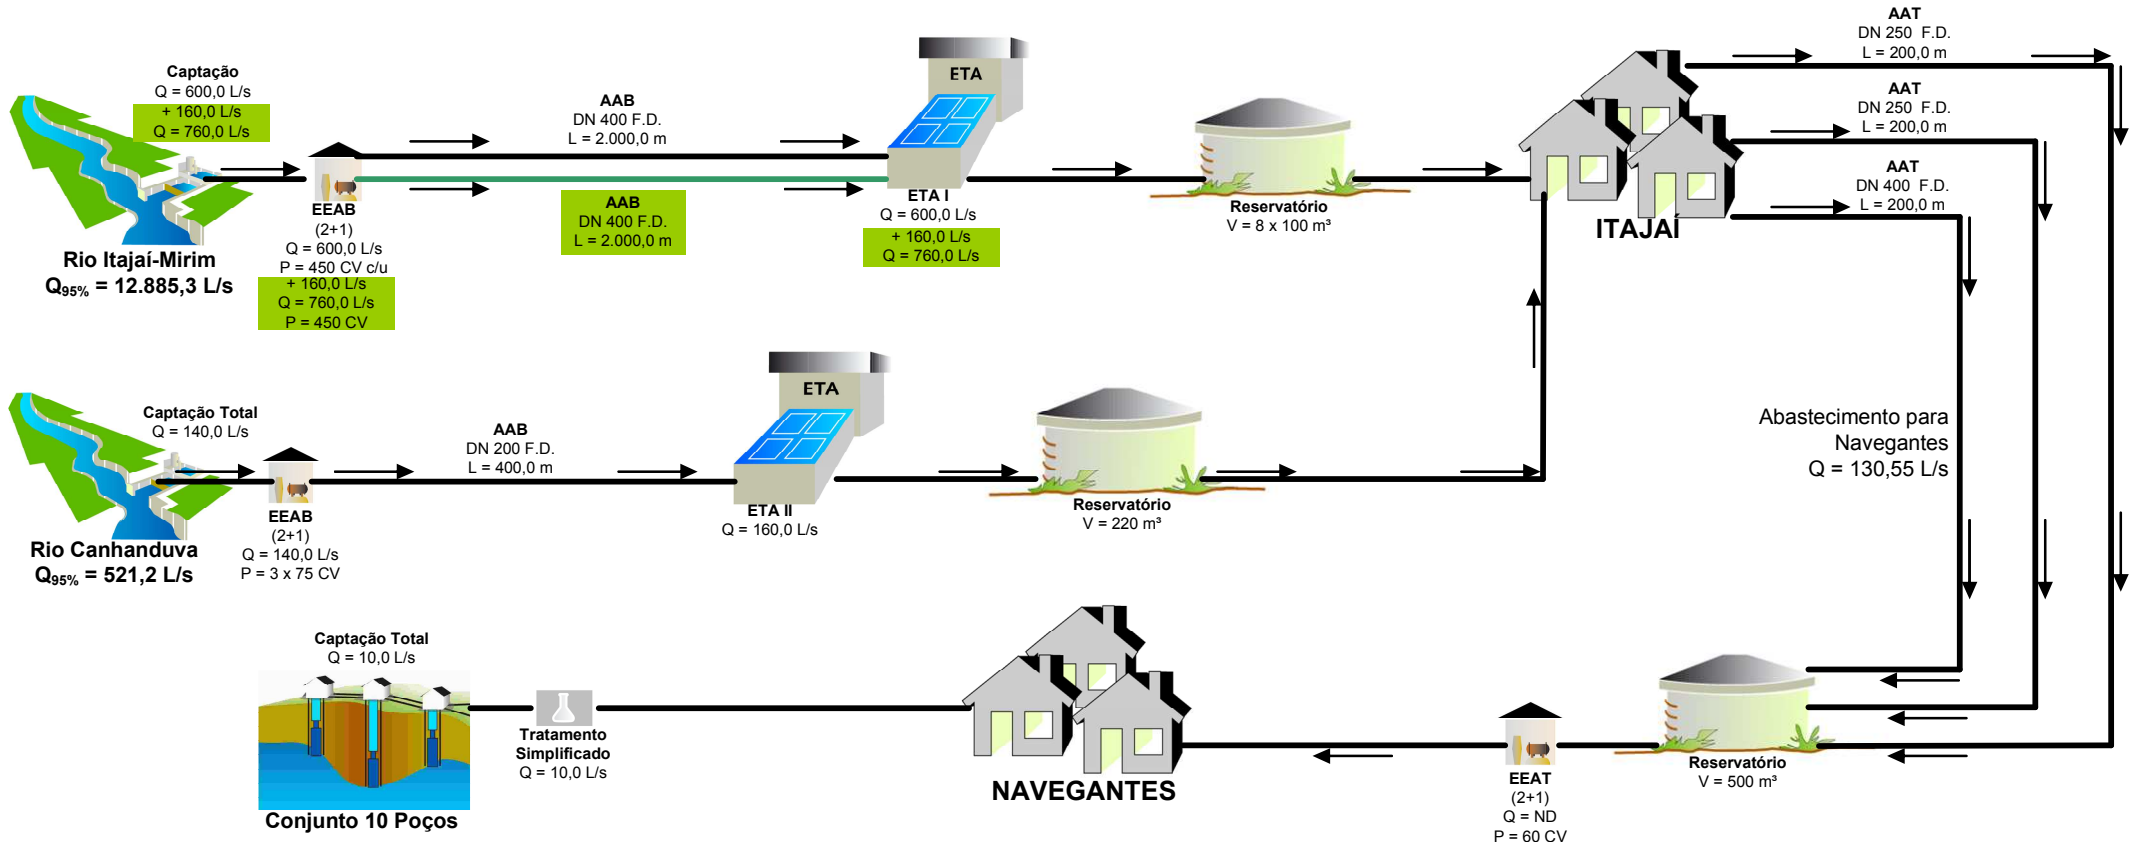 Captação
Q = 600,0 L/s
+ 160,0 L/s
Q = 760,0 L/s
Rio Itajaí-Mirim
Q95% = 12.885,3 L/s
EEAB
(2+1)
Q = 600,0 L/s
P = 450 CV c/u
+ 160,0 L/s
Q = 760,0 L/s
P = 450 CV
AAB
DN 400 F.D.
L = 2.000,0 m
AAB
DN 400 F.D.
L = 2.000,0 m
ETA
ETA I
Q = 600,0 L/s
+ 160,0 L/s
Q = 760,0 L/s
Reservatório
V = 8 x 100 m³
ITAJAÍ
AAT
DN 250 F.D.
L = 200,0 m
AAT
DN 250 F.D.
L = 200,0 m
AAT
DN 400 F.D.
L = 200,0 m
Captação Total
Q = 140,0 L/s
Rio Canhanduva
Q95% = 521,2 L/s
EEAB
(2+1)
Q = 140,0 L/s
P = 3 x 75 CV
AAB
DN 200 F.D.
L = 400,0 m
ETA
ETA II
Q = 160,0 L/s
Reservatório
V = 220 m³
Abastecimento para
Navegantes
Q = 130,55 L/s
Captação Total
Q = 10,0 L/s
Conjunto 10 Poços
Tratamento
Simplificado
Q = 10,0 L/s
NAVEGANTES
EEAT
(2+1)
Q = ND
P = 60 CV
Reservatório
V = 500 m³